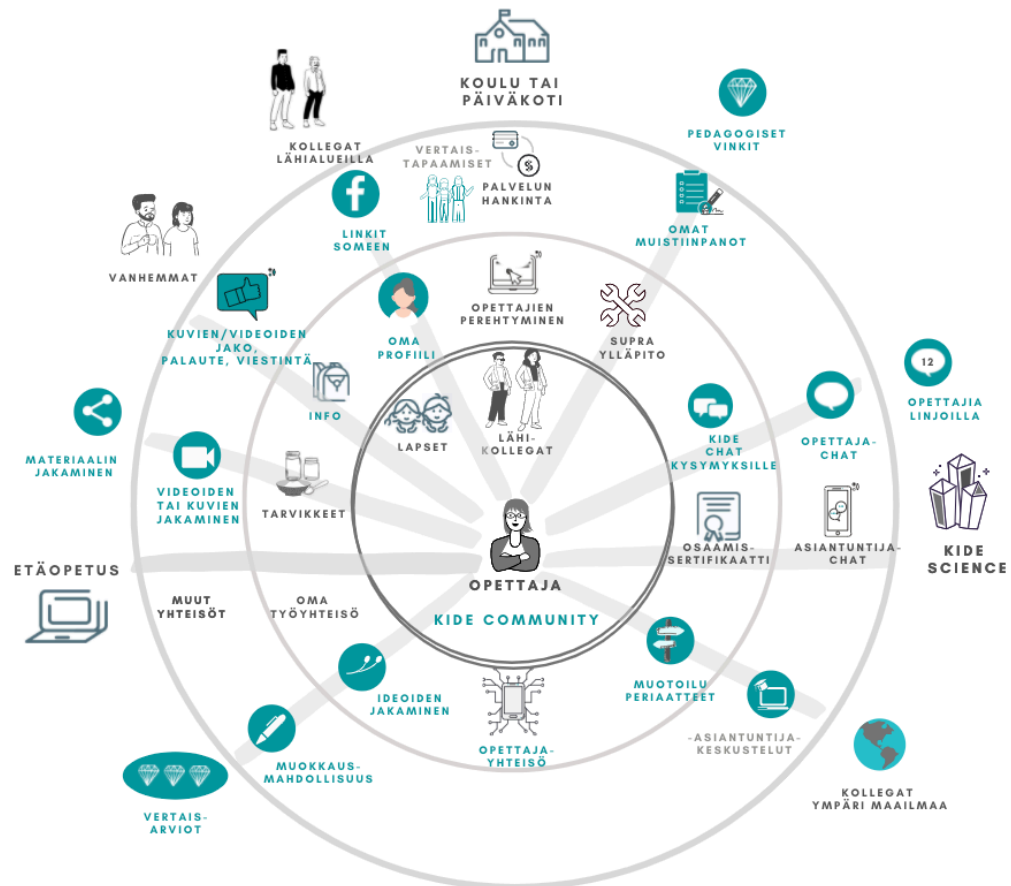 KOULU TAI
PÄIVÄKOTI
KOLLEGAT
LÄHIALUEILLA
VERTAIS-
TAPAAMISET
PALVELUN
HANKINTA
PEDAGOGISET
VINKIT
LINKIT
SOMEEN
OMAT
MUISTIINPANOT
VANHEMMAT
KUVIEN/VIDEOIDEN
JAKO,
PALAUTE, VIESTINTÄ
OMA
PROFIILI
OPETTAJIEN
PEREHTYMINEN
SUPRA
YLLÄPITO
INFO
LAPSET
LÄHI-
KOLLEGAT
KIDE
CHAT
KYSYMYKSILLE
OPETTAJA-
CHAT
12
OPETTAJIA
LINJOILLA
MATERIAALIN
JAKAMINEN
VIDEOIDEN
TAI KUVIEN
JAKAMINEN
TARVIKKEET
OSAAMIS-
SERTIFIKAATTI
ASIANTUNTIJA-
CHAT
KIDE
SCIENCE
ETÄOPETUS
MUUT
YHTEISÖT
OMA
TYÖYHTEISÖ
OPETTAJA
KIDE COMMUNITY
IDEOIDEN
JAKAMINEN
OPETTAJA-
YHTEISÖ
MUOTOILU
PERIAATTEET
MUOKKAUS-
MAHDOLLISUUS
-ASIANTUNTIJA-
KESKUSTELUT
VERTAIS-
ARVIOT
KOLLEGAT
YMPÄRI MAAILMAA